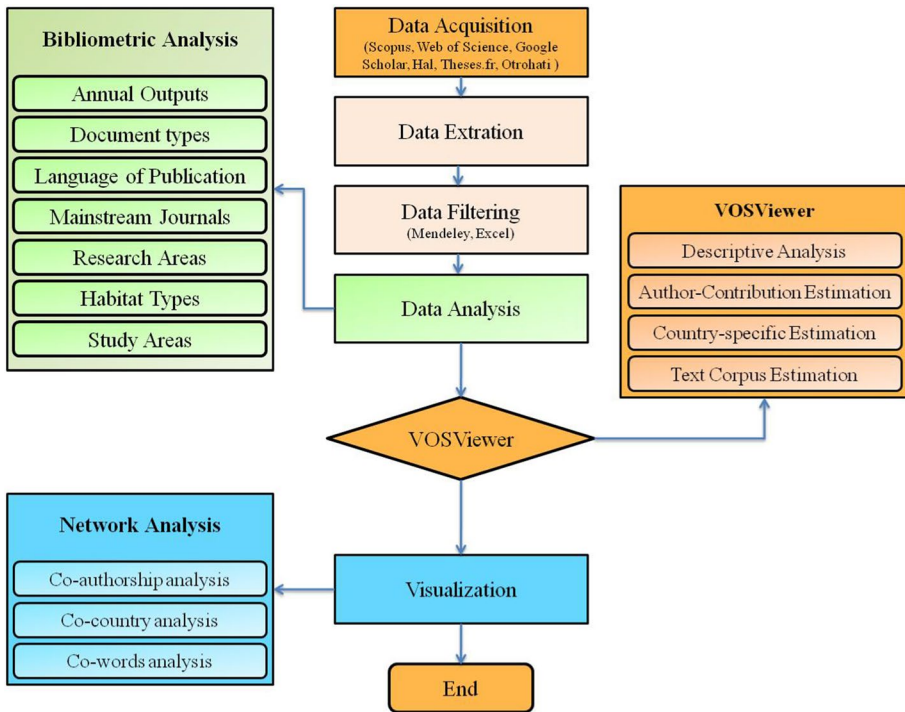 Bibliometric Analysis
Annual Outputs
Document types
Language of Publication
Mainstream Journals
Research Areas
Habitat Types
Study Areas
Data Acquisition
(Scopus, Web of Science, Google
Scholar, Hal, Theses.fr, Otrohati )
Data Extration
Data Filtering
(Mendeley, Excel)
Data Analysis
VOSViewer
VOSViewer
Descriptive Analysis
Author-Contribution Estimation
Country-specific Estimation
Text Corpus Estimation
Network Analysis
Co-authorship analysis
Co-country analysis
Co-words analysis
Visualization
End